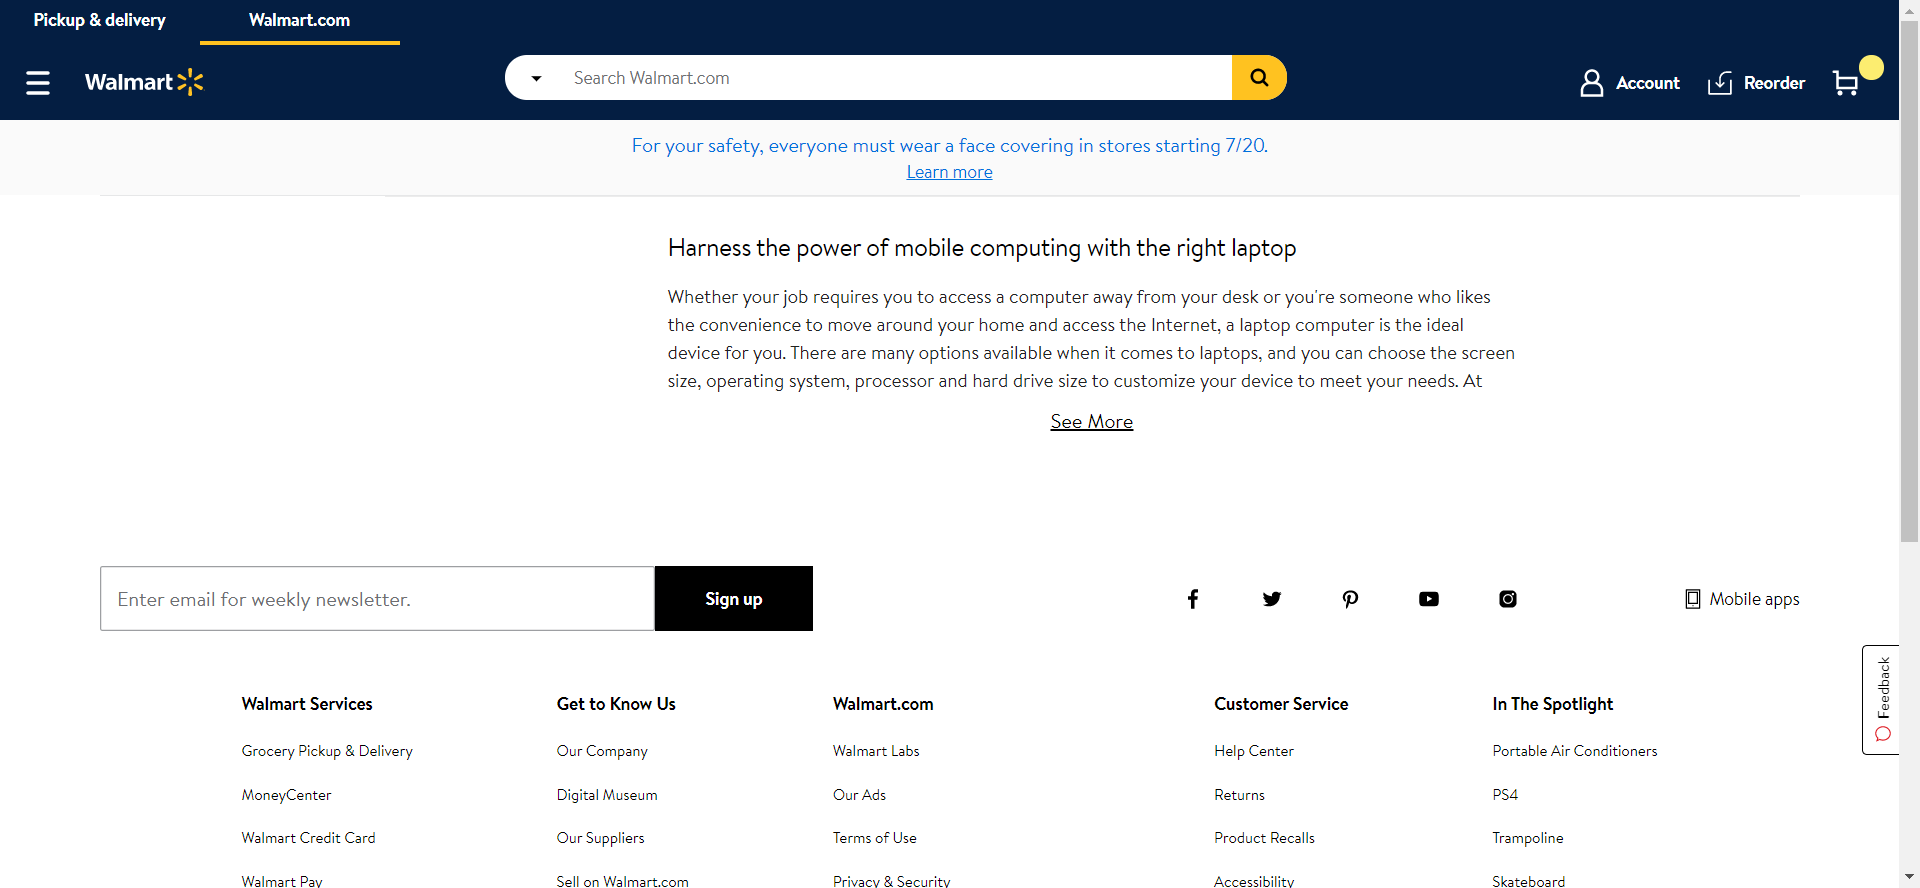 Pickup & delivery
Walmart.com
Walmart
Search Walmart.com
Account
Reorder
For your safety, everyone must wear a face covering in stores starting 7/20.
Learn more
Harness the power of mobile computing with the right laptop
Whether your job requires you to access a computer away from your desk or you're someone who likes
the convenience to move around your home and access the Internet, a laptop computer is the ideal
device for you. There are many options available when it comes to laptops, and you can choose the screen
size, operating system, processor and hard drive size to customize your device to meet your needs. At
See More
Enter email for weekly newsletter.
Sign up
Mobile apps
Feedback
Walmart Services
Grocery Pickup & Delivery
MoneyCenter
Walmart Credit Card
Walmart Pay
Get to Know Us
Our Company
Digital Museum
Our Suppliers
Sell on Walmart.com
Walmart.com
Walmart Labs
Our Ads
Terms of Use
Privacy & Security
Customer Service
Help Center
Returns
Product Recalls
Accessibility
In The Spotlight
Portable Air Conditioners
PS4
Trampoline
Skateboard